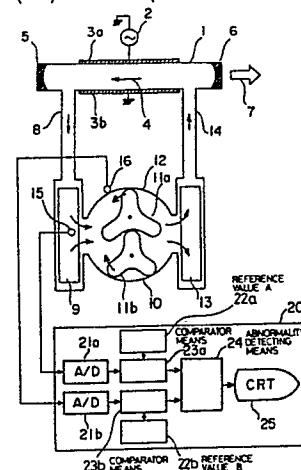 2
3a
1
5
6
7
3b
4
8
14
16
12
11a
15
9
11b
10
13
REFERENCE
VALUE A
22a
COMPARATOR
MEANS
23a
24
ABNORMALITY
DETECTING
MEANS
20
21a
A/D
A/D
21b
CRT
25
23b
COMPARATOR
MEANS
22b
REFERENCE
VALUE B